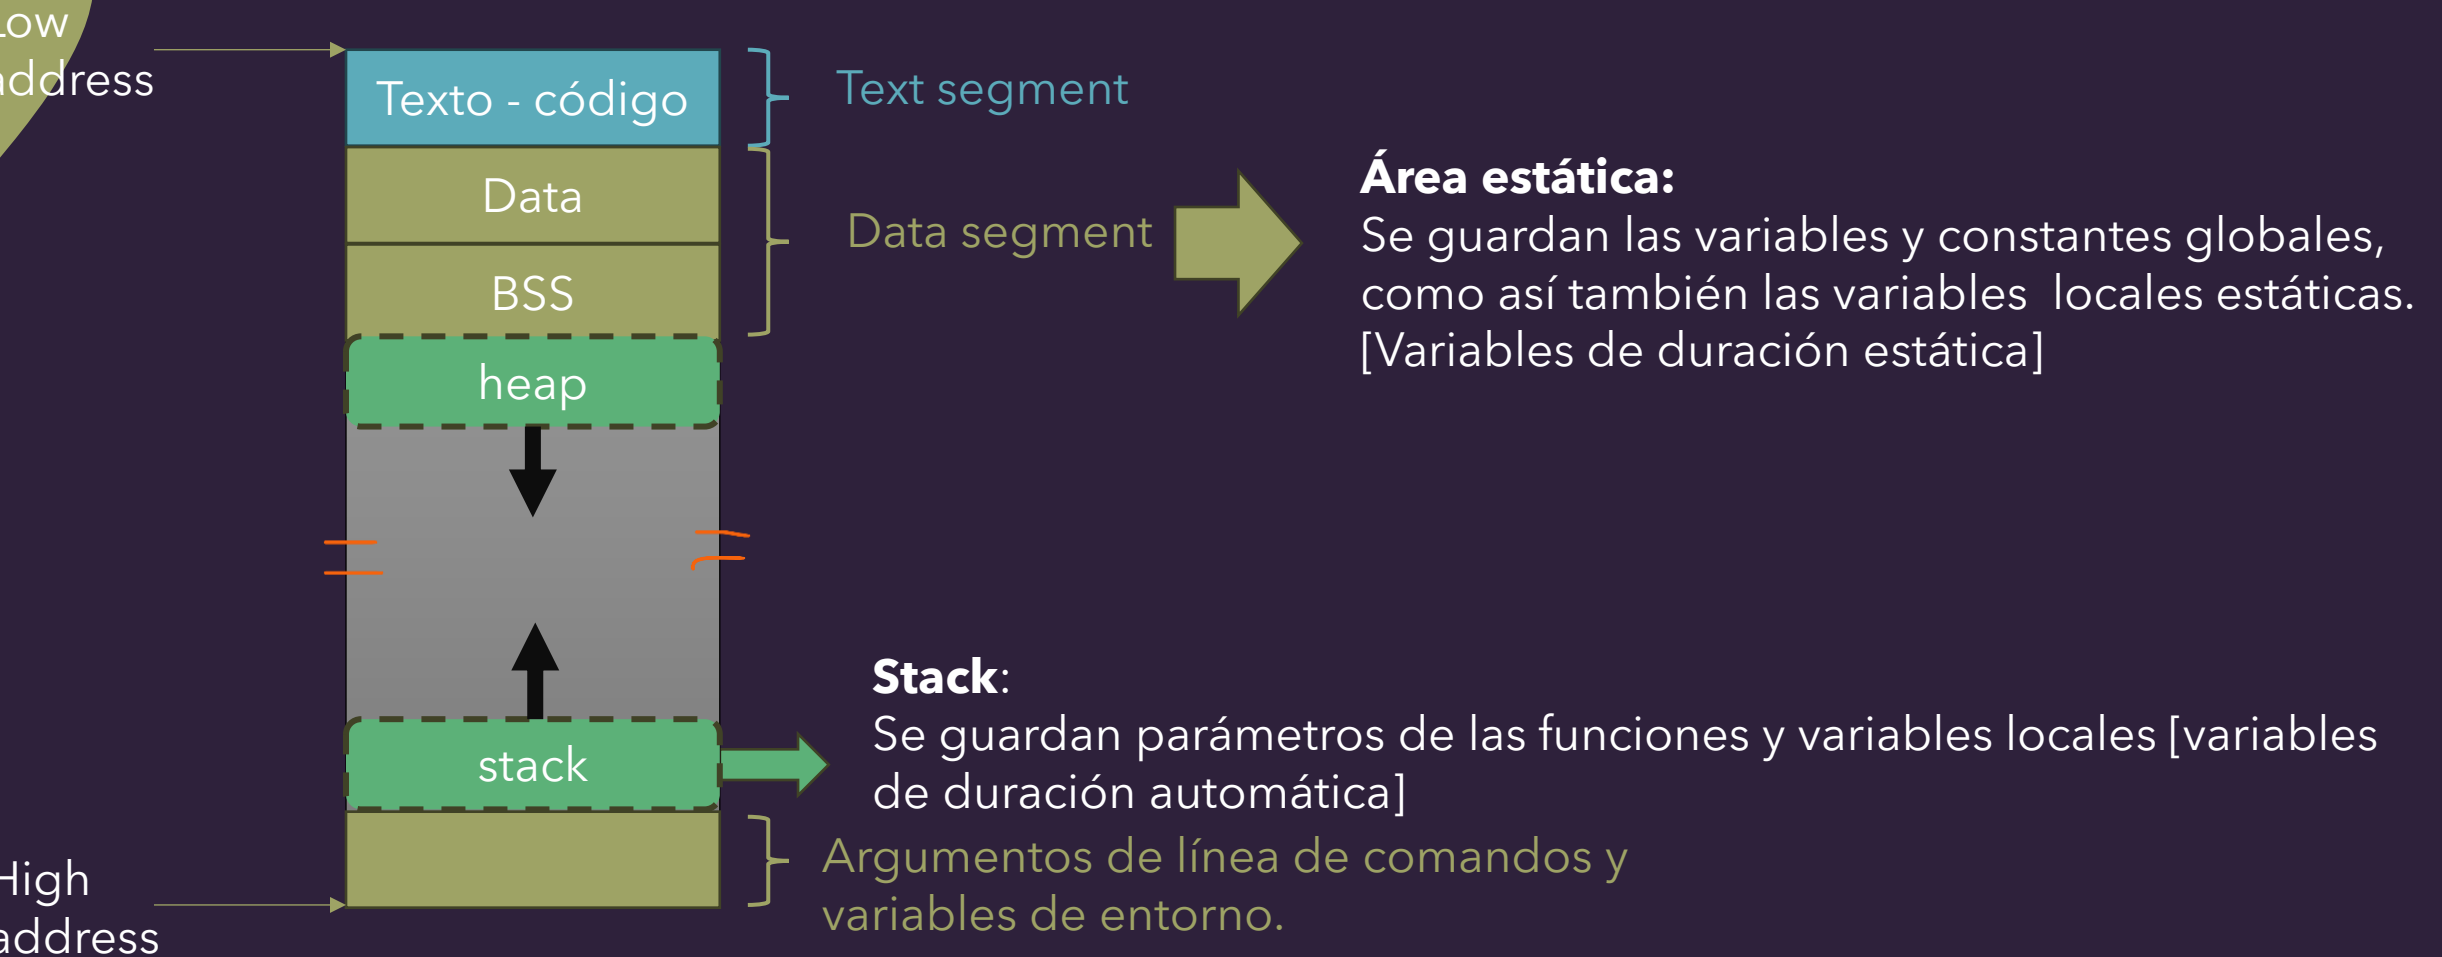 Low
address
Texto - código
Text segment
Data
BSS
Data segment
Área estática:
Se guardan las variables y constantes globales,
como así también las variables locales estáticas.
[Variables de duración estática]
heap
stack
Stack:
Se guardan parámetros de las funciones y variables locales [variables
de duración automática]
Argumentos de línea de comandos y
variables de entorno.
High
address